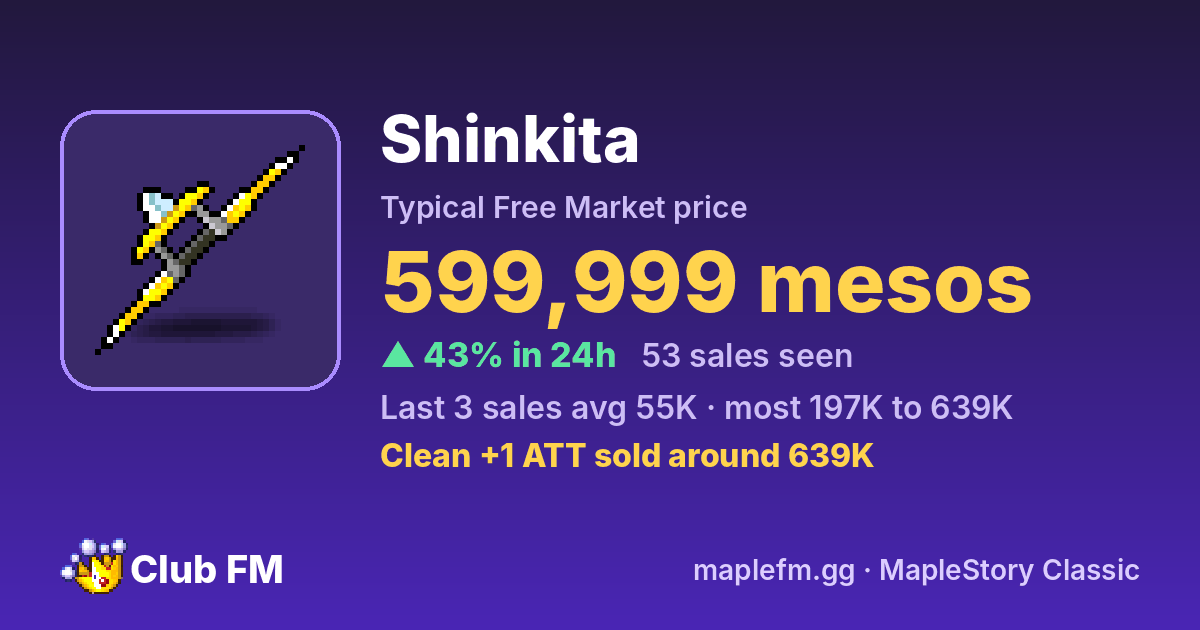 Shinkita
Typical Free Market price
599,999 mesos
▲ 43% in 24h 53 sales seen
Last 3 sales avg 55K · most 197K to 639K
Clean +1 ATT sold around 639K
Club FM
maplefm.gg · MapleStory Classic